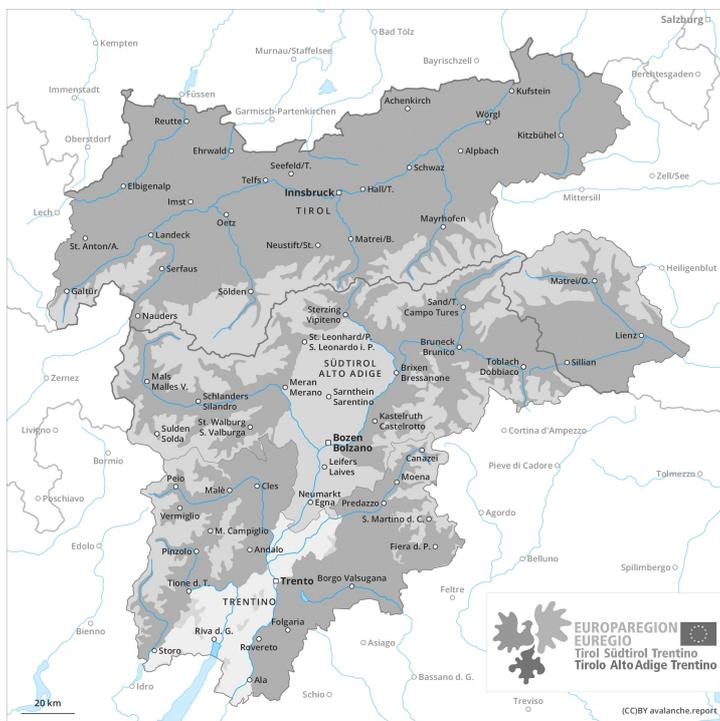 Salzburg
Kempten
Bad Tölz
Murnau/Staffelsee
Bayrischzell
Berchtesgaden
Immenstadt
Füssen
Kufstein
Achenkirch
Garmisch-Partenkirchen
Wörgl
Reutte
Kitzbühel
Oberstdorf
Ehrwald
Alpbach
Seefeld/T.
Schwaz
Telfs
Zell/See
Elbigenalp
Innsbruck
Hall/T.
Mittersill
Imst
TIROL
Lech
Oetz
Mayrhofen
Landeck
Matrei/B.
St. Anton/A.
Neustift/St.
Serfaus
Heiligenblut
Matrei/O.
Galtür
Sölden
Sand/T.
Campo Tures
Nauders
Sterzing
Vipiteno
St. Leonhard/P.
S. Leonardo i. P.
Lienz
Bruneck
Brunico
SÜDTIROL
ALTO ADIGE
Toblach
Dobbiaco
Sillian
Brixen
Bressanone
Zernez
Mals
Malles V.
Meran
Merano
Sarnthein
Sarentino
Schlanders
Silandro
Kastelruth
Castelrotto
St. Walburg
S. Valburga
Livigno
Sulden
Solda
Cortina d'Ampezzo
Bozen
Bolzano
Canazei
Bormio
Leifers
Laives
Pieve di Cadore
Tolmezzo
Peio
Moena
Malè
Cles
Poschiavo
Neumarkt
Egna
Predazzo
Vermiglio
S. Martino d. C.
Agordo
M. Campiglio
Edolo
Pinzolo
Andalo
Fiera d. P.
Belluno
Spilimbergo
Tione d. T.
Trento
Borgo Valsugana
Feltre
TRENTINO
Folgaria
Bienno
Riva d. G.
Rovereto
Asiago
Storo
Ala
Bassano d. G.
Idro
Schio
Treviso
EUROPAREGION
EUREGIO
Tirol Südtirol Trentino
Tirolo Alto Adige Trentino
20 km
(CC)BY avalanche.report